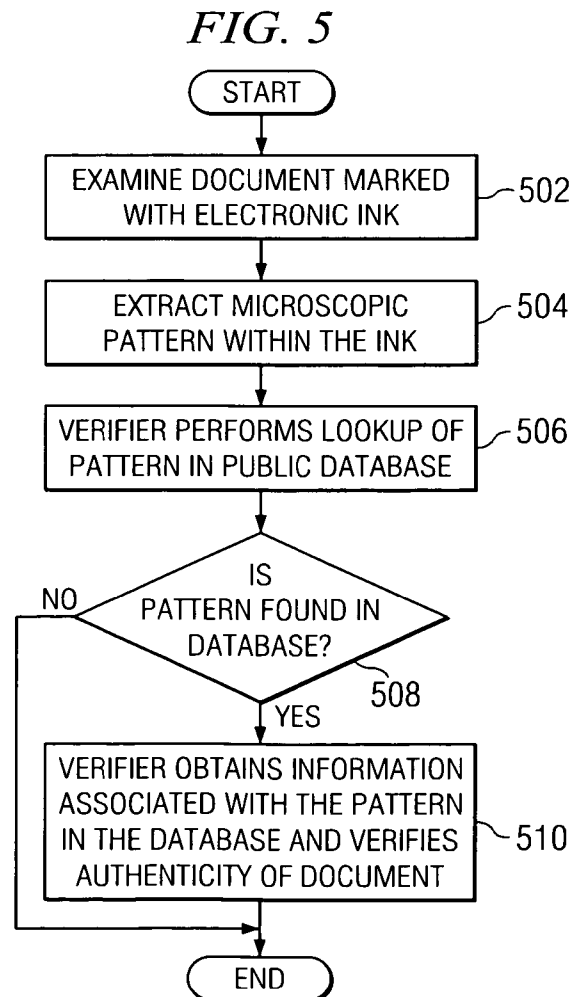 FIG. 5
START
EXAMINE DOCUMENT MARKED
WITH ELECTRONIC INK
502
EXTRACT MICROSCOPIC
PATTERN WITHIN THE INK
504
VERIFIER PERFORMS LOOKUP OF
PATTERN IN PUBLIC DATABASE
506
IS
PATTERN FOUND IN
DATABASE?
NO
508
YES
VERIFIER OBTAINS INFORMATION
ASSOCIATED WITH THE PATTERN
IN THE DATABASE AND VERIFIES
AUTHENTICITY OF DOCUMENT
510
END